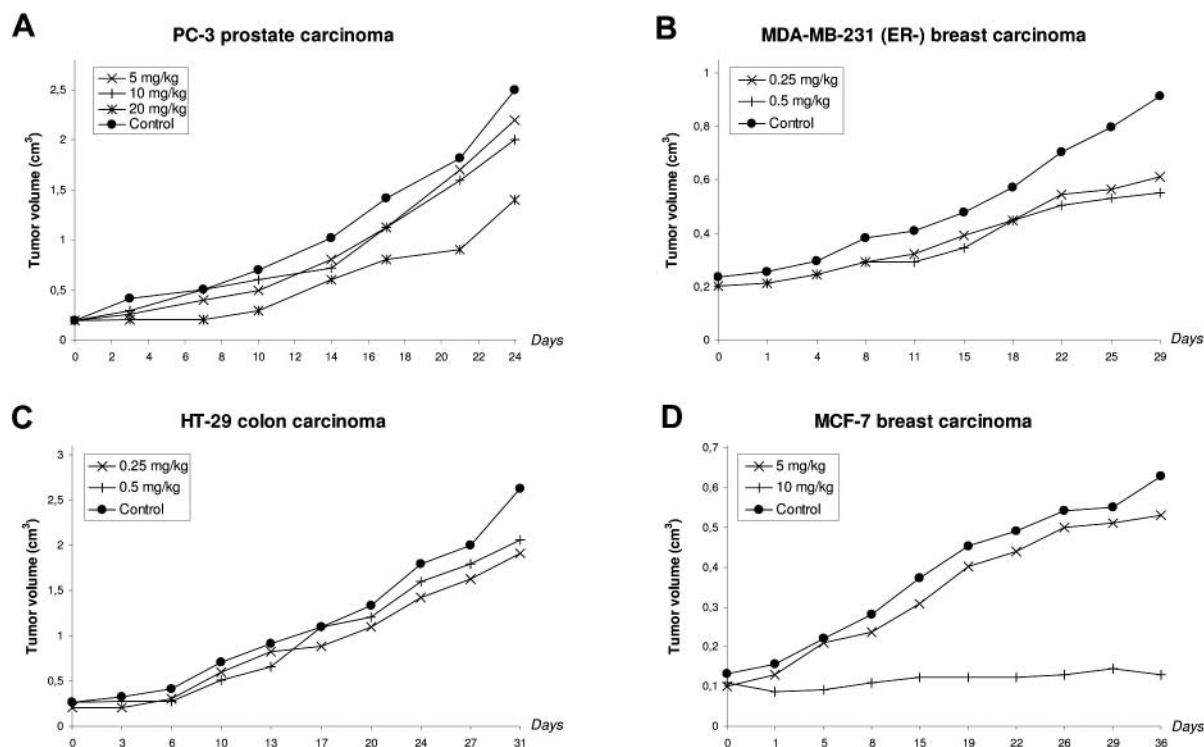 A
PC-3 prostate carcinoma
5 mg/kg
10 mg/kg
20 mg/kg
Control
Tumor volume (cm³)
2,5
2
1,5
1
0,5
0
0 2 4 6 8 10 12 14 16 18 20 22 24
Days
B
MDA-MB-231 (ER-) breast carcinoma
0.25 mg/kg
0.5 mg/kg
Control
Tumor volume (cm³)
1
0,8
0,6
0,4
0,2
0
0 1 4 8 11 15 18 22 25 29
Days
C
HT-29 colon carcinoma
0.25 mg/kg
0.5 mg/kg
Control
Tumor volume (cm³)
3
2,5
2
1,5
1
0,5
0
0 3 6 10 13 17 20 24 27 31
Days
D
MCF-7 breast carcinoma
5 mg/kg
10 mg/kg
Control
Tumor volume (cm³)
0,7
0,6
0,5
0,4
0,3
0,2
0,1
0
0 1 5 8 15 19 22 26 29 36
Days